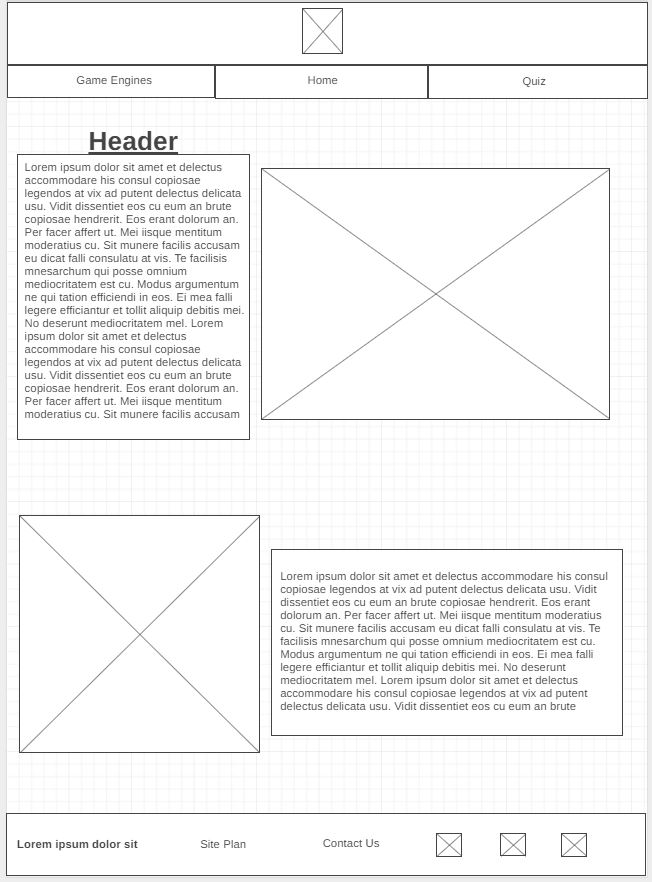 Game Engines
Home
Quiz
Header
Lorem ipsum dolor sit amet et delectus
accommodare his consul copiosae
legendos at vix ad putent delectus delicata
usu. Vidit dissentiet eos cu eum an brute
copiosae hendrerit. Eos erant dolorum an.
Per facer affert ut. Mei iisque mentitum
moderatius cu. Sit munere facilis accusam
eu dicat falli consulatu at vis. Te facilisis
mnesarchum qui posse omnium
mediocritatem est cu. Modus argumentum
ne qui tation efficiendi in eos. Ei mea falli
legere efficiantur et tollit aliquip debitis mei.
No deserunt mediocritatem mel. Lorem
ipsum dolor sit amet et delectus
accommodare his consul copiosae
legendos at vix ad putent delectus delicata
usu. Vidit dissentiet eos cu eum an brute
copiosae hendrerit. Eos erant dolorum an.
Per facer affert ut. Mei iisque mentitum
moderatius cu. Sit munere facilis accusam
Lorem ipsum dolor sit amet et delectus accommodare his consul
copiosae legendos at vix ad putent delectus delicata usu. Vidit
dissentiet eos cu eum an brute copiosae hendrerit. Eos erant
dolorum an. Per facer affert ut. Mei iisque mentitum moderatius
cu. Sit munere facilis accusam eu dicat falli consulatu at vis. Te
facilisis mnesarchum qui posse omnium mediocritatem est cu.
Modus argumentum ne qui tation efficiendi in eos. Ei mea falli
legere efficiantur et tollit aliquip debitis mei. No deserunt
mediocritatem mel. Lorem ipsum dolor sit amet et delectus
accommodare his consul copiosae legendos at vix ad putent
delectus delicata usu. Vidit dissentiet eos cu eum an brute
Lorem ipsum dolor sit
Site Plan
Contact Us